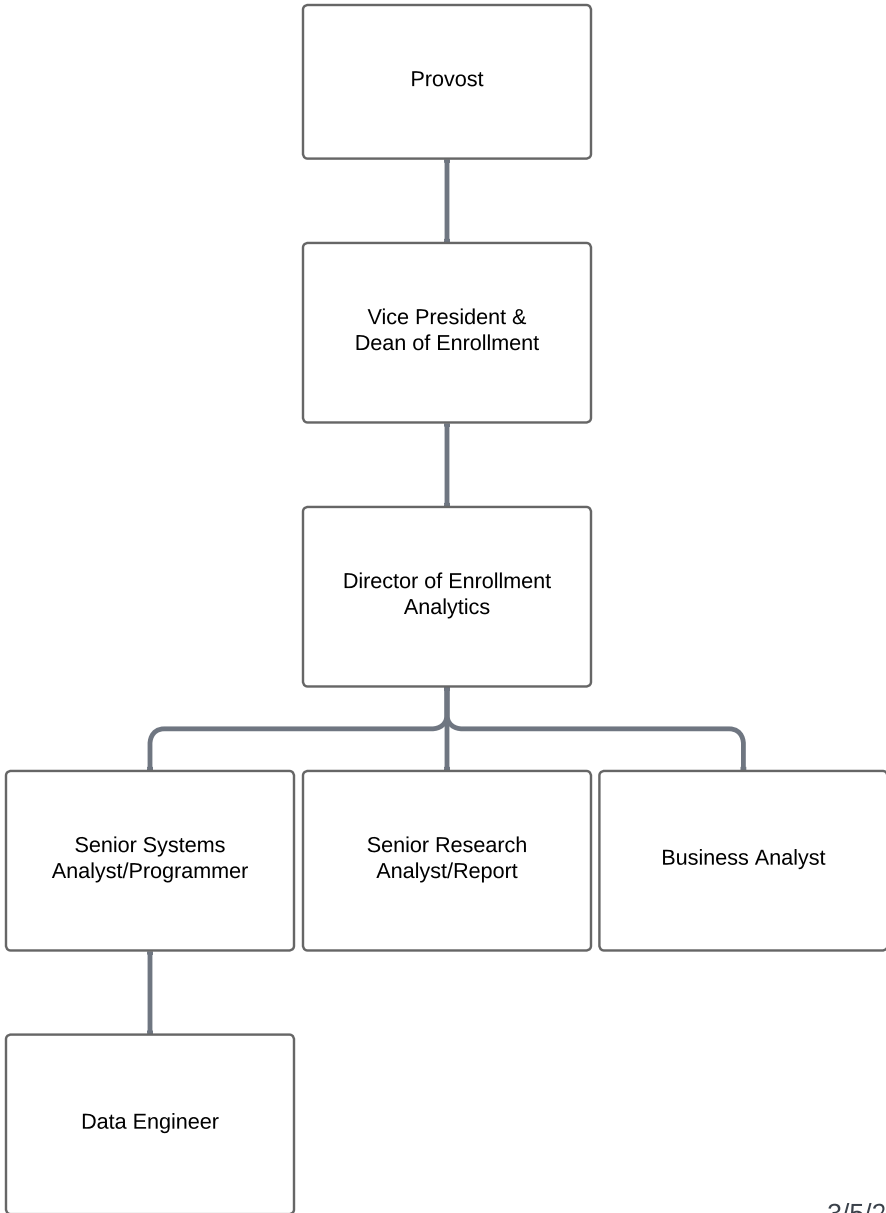 Provost
Vice President &
Dean of Enrollment
Director of Enrollment
Analytics
Senior Systems
Analyst/Programmer
Senior Research
Analyst/Report
Business Analyst
Data Engineer